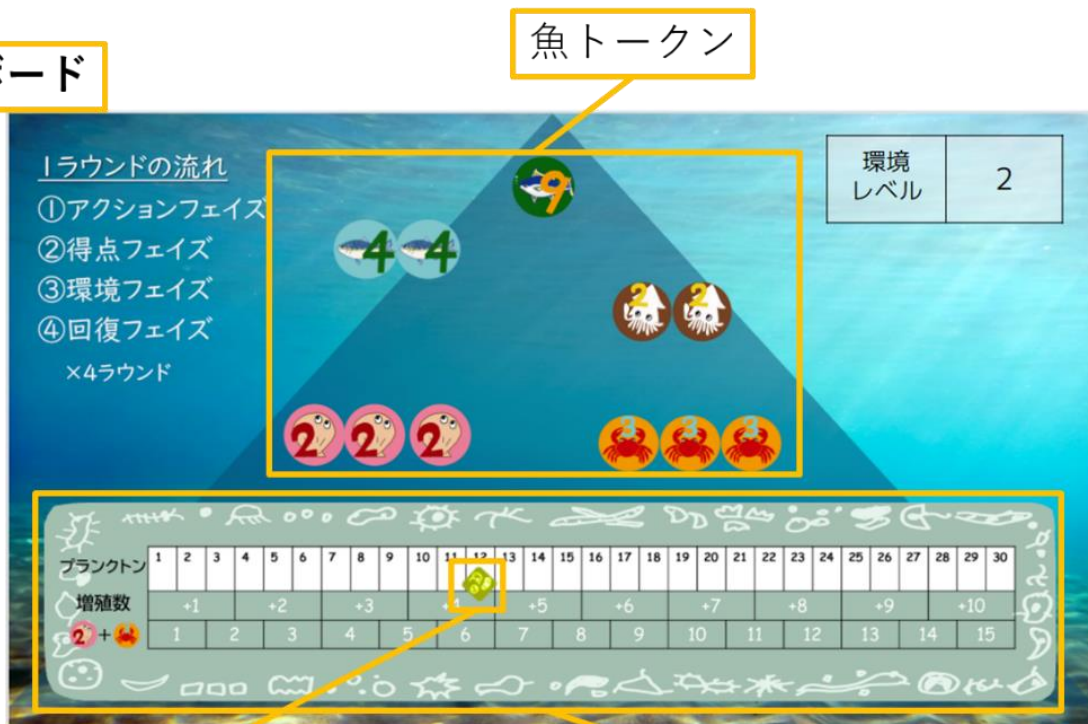 魚トークン
ボード
1ラウンドの流れ
①アクションフェイズ
②得点フェイズ
③環境フェイズ
④回復フェイズ
×4ラウンド
環境
レベル
2
9
4 4
2 2
2 2 2
3 3 3
プランクトン 1 2 3 4 5 6 7 8 9 10 11 12 13 14 15 16 17 18 19 20 21 22 23 24 25 26 27 28 29 30
増殖数 +1 +2 +3 +4 +5 +6 +7 +8 +9 +10
2 + 1 2 3 4 5 6 7 8 9 10 11 12 13 14 15